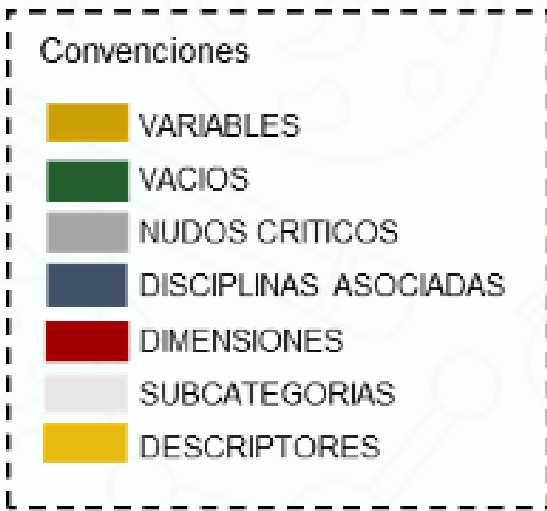 Convenciones
VARIABLES
VACIOS
NUDOS CRITICOS
DISCIPLINAS ASOCIADAS
DIMENSIONES
SUBCATEGORIAS
DESCRIPTORES